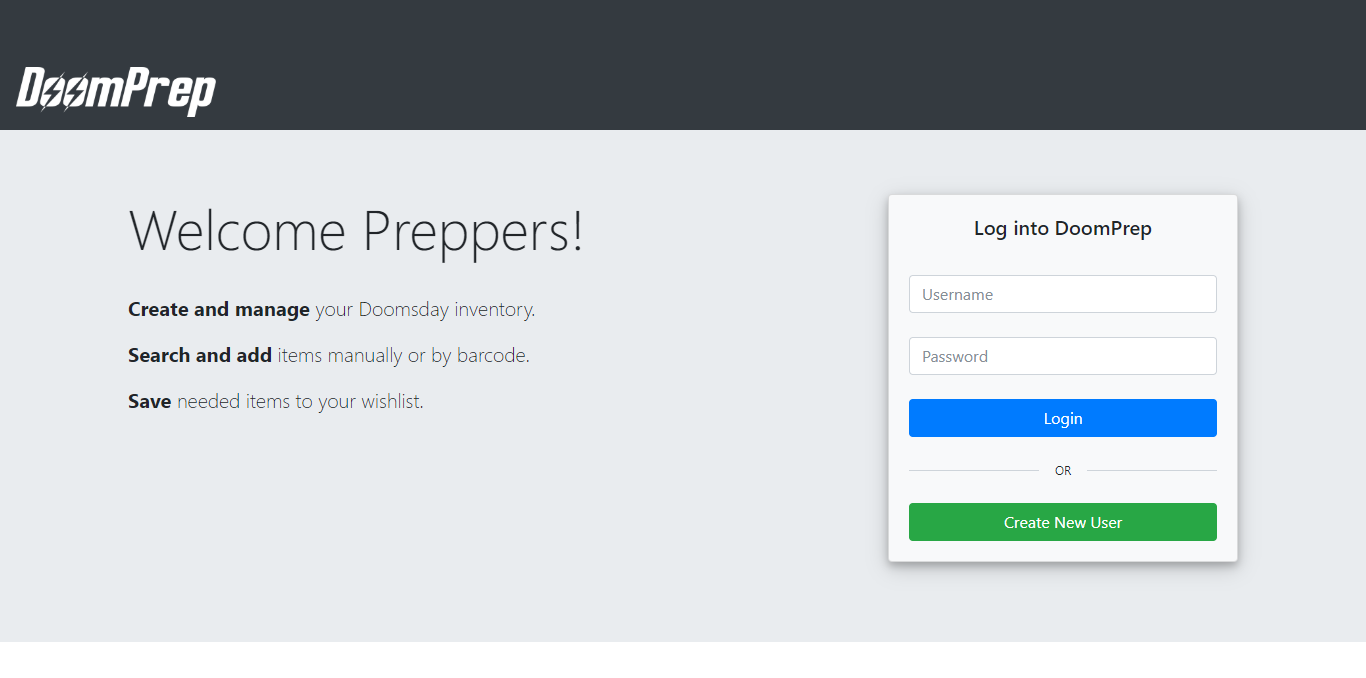 DoomPrep
Welcome Preppers!
Create and manage your Doomsday inventory.
Search and add items manually or by barcode.
Save needed items to your wishlist.
Log into DoomPrep
Username
Password
Login
OR
Create New User